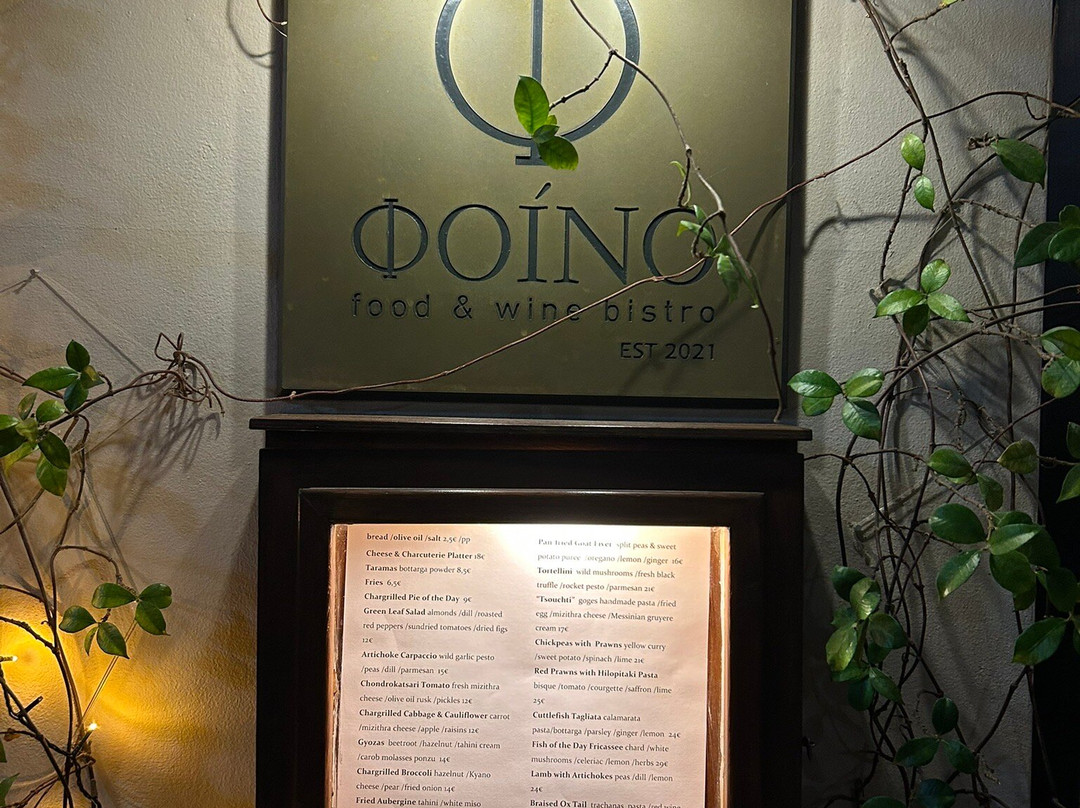 Φ
ΦΟÍΝΟ
food & wine bistro
EST 2021
bread /olive oil /salt 2,5€ /pp
Cheese & Charcuterie Platter 18€
Taramas bottarga powder 8,5€
Fries 6,5€
Chargrilled Pie of the Day 9€
Green Leaf Salad almonds /dill /roasted
red peppers /sundried tomatoes /dried figs
12€
Artichoke Carpaccio wild garlic pesto
/peas /dill /parmesan 15€
Chondrokatsari Tomato fresh mizithra
cheese /olive oil rusk /pickles 12€
Chargrilled Cabbage & Cauliflower carrot
/mizithra cheese /apple /raisins 12€
Gyozas beetroot /hazelnut /tahini cream
/carob molasses ponzu 14€
Chargrilled Broccoli hazelnut /Kyano
cheese /pear /fried onion 14€
Fried Aubergine tahini /white miso
Pan fried Goat Liver split peas & sweet
potato puree /oregano /lemon /ginger 16€
Tortellini wild mushrooms /fresh black
truffle /rocket pesto /parmesan 21€
"Tsouchti" goges handmade pasta /fried
egg /mizithra cheese /Messinian gruyere
cream 17€
Chickpeas with Prawns yellow curry
/sweet potato /spinach /lime 21€
Red Prawns with Hilopitaki Pasta
bisque /tomato /courgette /saffron /lime
25€
Cuttlefish Tagliata calamarata
pasta/bottarga /parsley /ginger /lemon 24€
Fish of the Day Fricassee chard /white
mushrooms /celeriac /lemon /herbs 29€
Lamb with Artichokes peas /dill /lemon
24€
Braised Ox Tail trachanas pasta /red wine